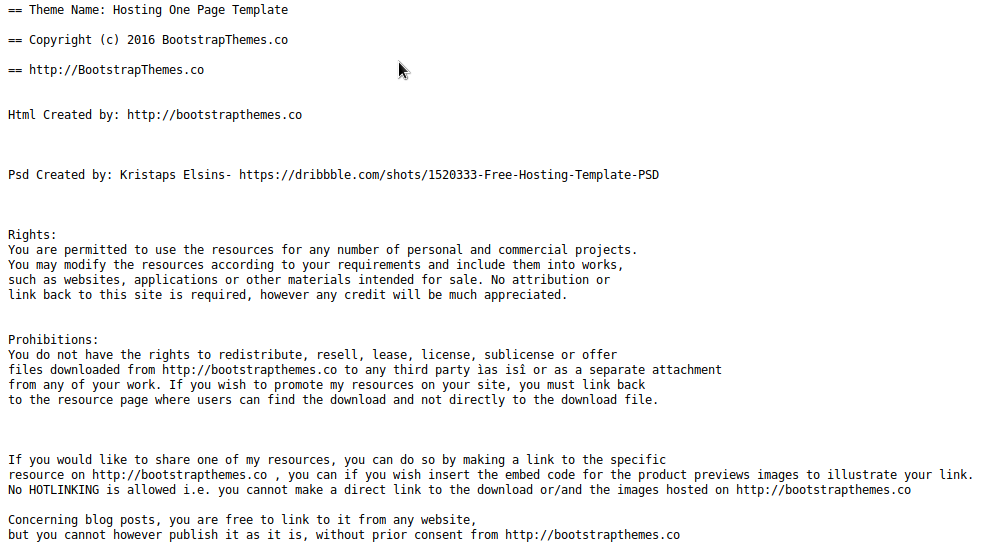 == Theme Name: Hosting One Page Template
== Copyright (c) 2016 BootstrapThemes.co
== http://BootstrapThemes.co
Html Created by: http://bootstrapthemes.co
Psd Created by: Kristaps Elsins- https://dribbble.com/shots/1520333-Free-Hosting-Template-PSD
Rights:
You are permitted to use the resources for any number of personal and commercial projects.
You may modify the resources according to your requirements and include them into works,
such as websites, applications or other materials intended for sale. No attribution or
link back to this site is required, however any credit will be much appreciated.
Prohibitions:
You do not have the rights to redistribute, resell, lease, license, sublicense or offer
files downloaded from http://bootstrapthemes.co to any third party ìas isî or as a separate attachment
from any of your work. If you wish to promote my resources on your site, you must link back
to the resource page where users can find the download and not directly to the download file.
If you would like to share one of my resources, you can do so by making a link to the specific
resource on http://bootstrapthemes.co , you can if you wish insert the embed code for the product previews images to illustrate your link.
No HOTLINKING is allowed i.e. you cannot make a direct link to the download or/and the images hosted on http://bootstrapthemes.co
Concerning blog posts, you are free to link to it from any website,
but you cannot however publish it as it is, without prior consent from http://bootstrapthemes.co